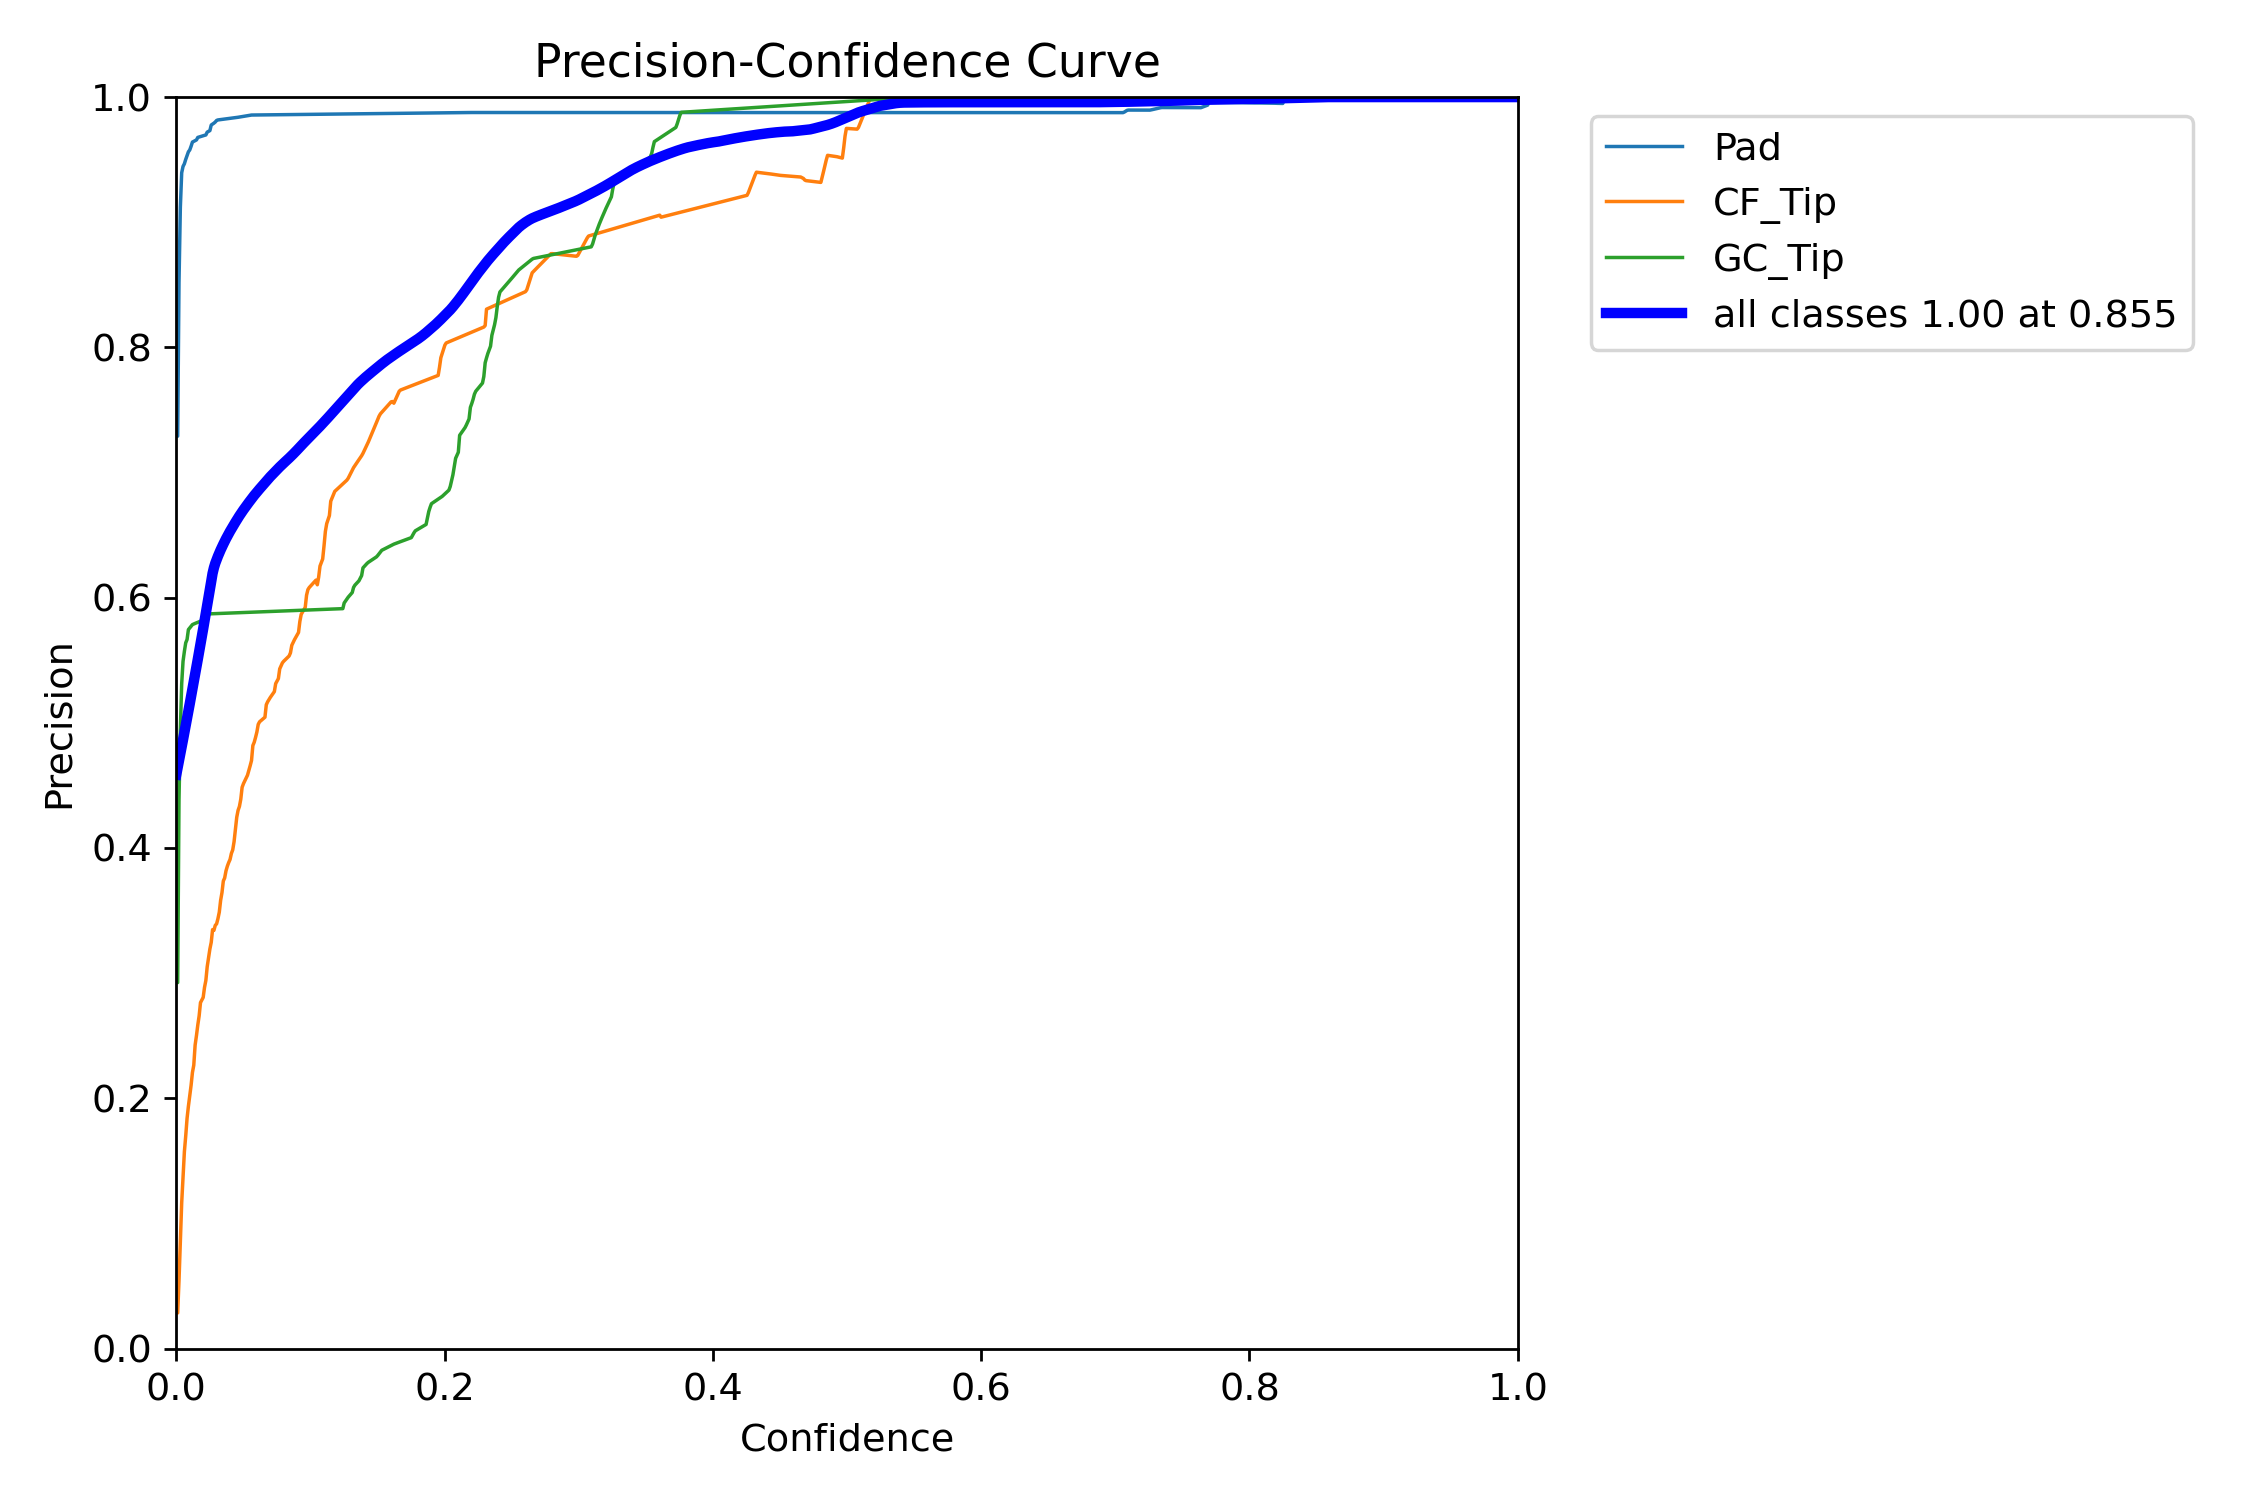 Precision-Confidence Curve
1.0
0.8
0.6
0.4
0.2
0.0
Precision
0.0 0.2 0.4 0.6 0.8 1.0
Confidence
Pad
CF_Tip
GC_Tip
all classes 1.00 at 0.855